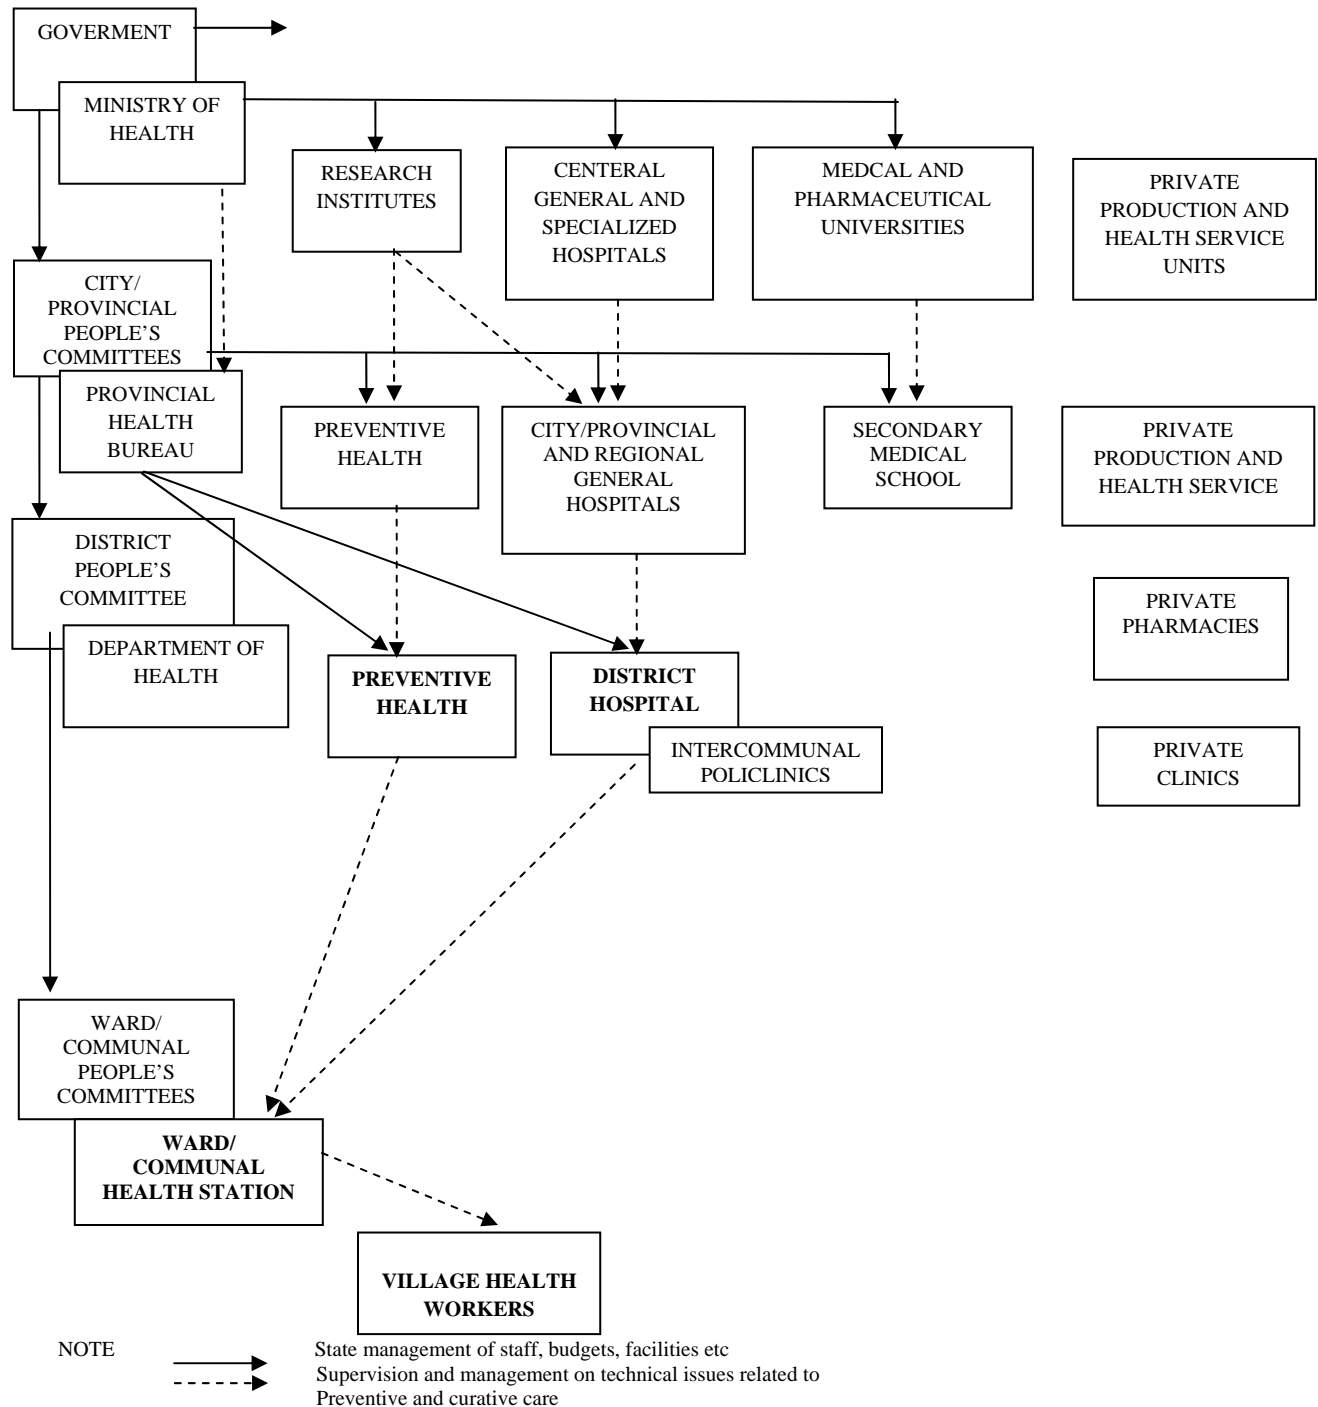 GOVERMENT
MINISTRY OF
HEALTH
RESEARCH
INSTITUTES
CENTERAL
GENERAL AND
SPECIALIZED
HOSPITALS
MEDCAL AND
PHARMACEUTICAL
UNIVERSITIES
PRIVATE
PRODUCTION AND
HEALTH SERVICE
UNITS
CITY/
PROVINCIAL
PEOPLE'S
COMMITTEES
PROVINCIAL
HEALTH
BUREAU
PREVENTIVE
HEALTH
CITY/PROVINCIAL
AND REGIONAL
GENERAL
HOSPITALS
SECONDARY
MEDICAL
SCHOOL
PRIVATE
PRODUCTION AND
HEALTH SERVICE
DISTRICT
PEOPLE'S
COMMITTEE
DEPARTMENT OF
HEALTH
PREVENTIVE
HEALTH
DISTRICT
HOSPITAL
INTERCOMMUNAL
POLICLINICS
PRIVATE
PHARMACIES
PRIVATE
CLINICS
WARD/
COMMUNAL
PEOPLE'S
COMMITTEES
WARD/
COMMUNAL
HEALTH STATION
VILLAGE HEALTH
WORKERS
NOTE
State management of staff, budgets, facilities etc
Supervision and management on technical issues related to
Preventive and curative care